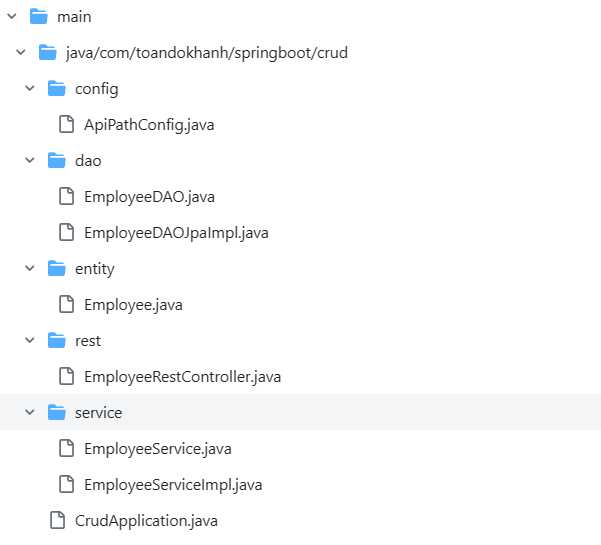 main
java/com/toandokhanh/springboot/crud
config
ApiPathConfig.java
dao
EmployeeDAO.java
EmployeeDAOJpaImpl.java
entity
Employee.java
rest
EmployeeRestController.java
service
EmployeeService.java
EmployeeServiceImpl.java
CrudApplication.java